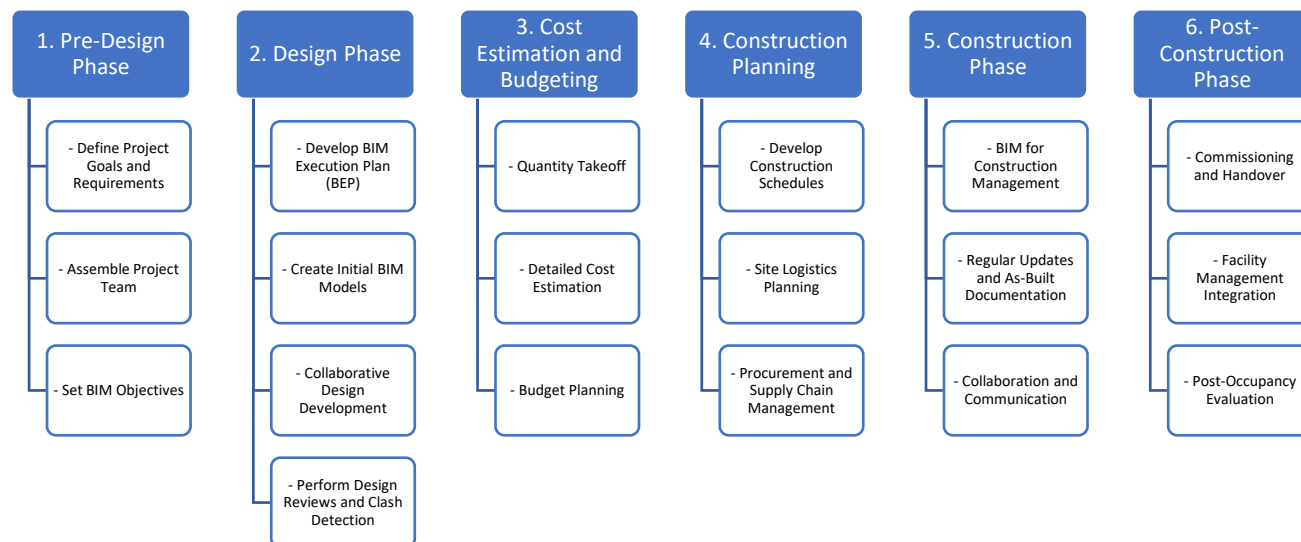 1. Pre-Design
Phase
- Define Project
Goals and
Requirements
- Assemble Project
Team
- Set BIM Objectives
2. Design Phase
- Develop BIM
Execution Plan
(BEP)
- Create Initial BIM
Models
- Collaborative
Design
Development
- Perform Design
Reviews and Clash
Detection
3. Cost
Estimation and
Budgeting
- Quantity Takeoff
- Detailed Cost
Estimation
- Budget Planning
4. Construction
Planning
- Develop
Construction
Schedules
- Site Logistics
Planning
- Procurement and
Supply Chain
Management
5. Construction
Phase
- BIM for
Construction
Management
- Regular Updates
and As-Built
Documentation
- Collaboration and
Communication
6. Post-
Construction
Phase
- Commissioning
and Handover
- Facility
Management
Integration
- Post-Occupancy
Evaluation